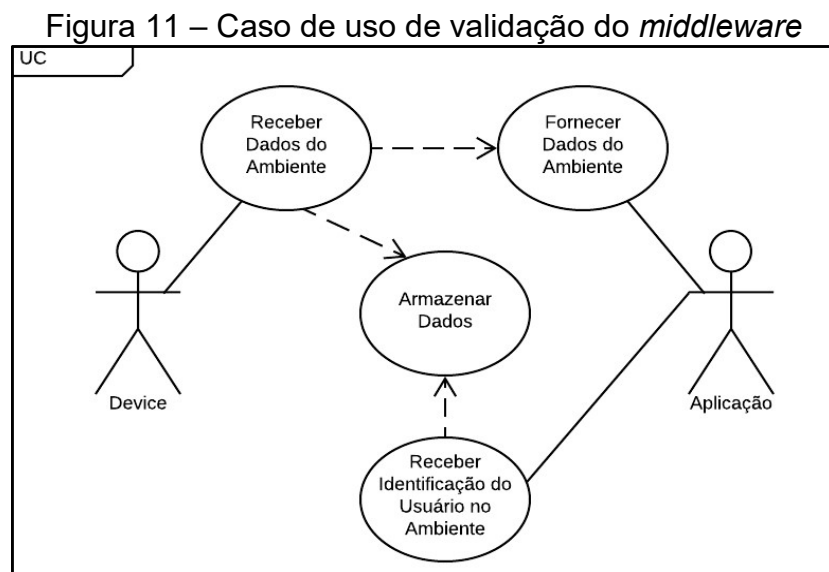 Figura 11 – Caso de uso de validação do middleware
UC
Receber
Dados do
Ambiente
Fornecer
Dados do
Ambiente
Armazenar
Dados
Device
Aplicação
Receber
Identificação do
Usuário no
Ambiente